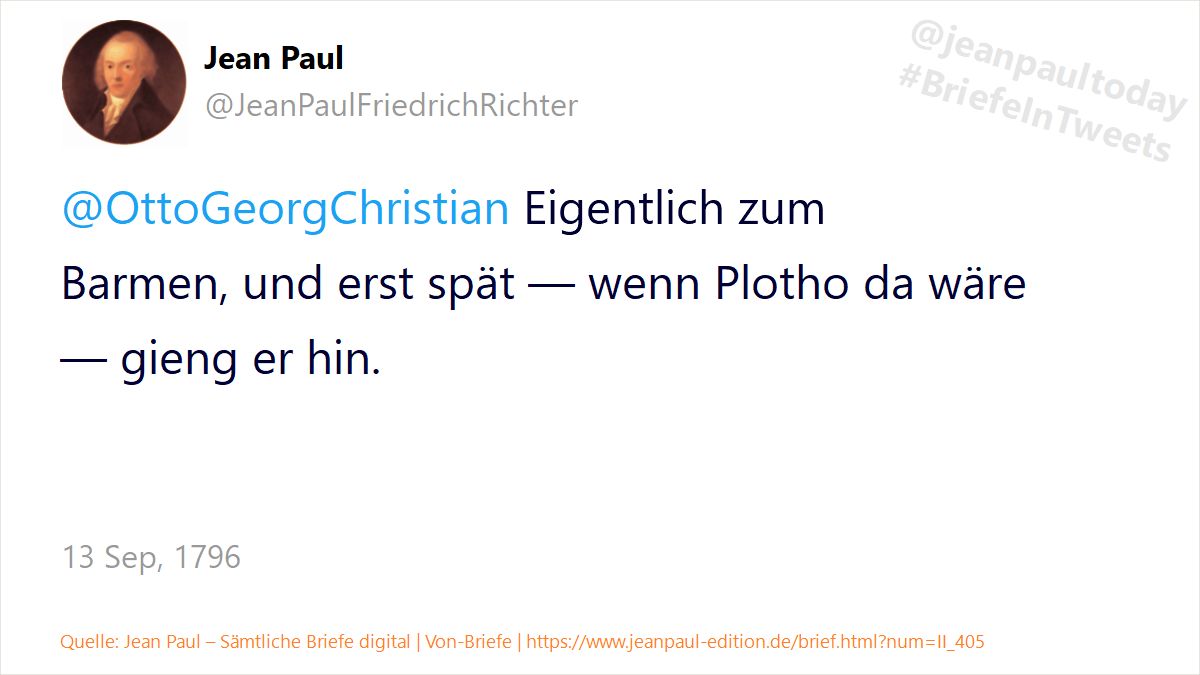 Jean Paul
@JeanPaulFriedrichRichter
@jeanpaultoday
#BriefeInTweets
@OttoGeorgChristian Eigentlich zum
Barmen, und erst spät — wenn Plotho da wäre
— gieng er hin.
13 Sep, 1796
Quelle: Jean Paul – Sämtliche Briefe digital | Von-Briefe | https://www.jeanpaul-edition.de/brief.html?num=II_405